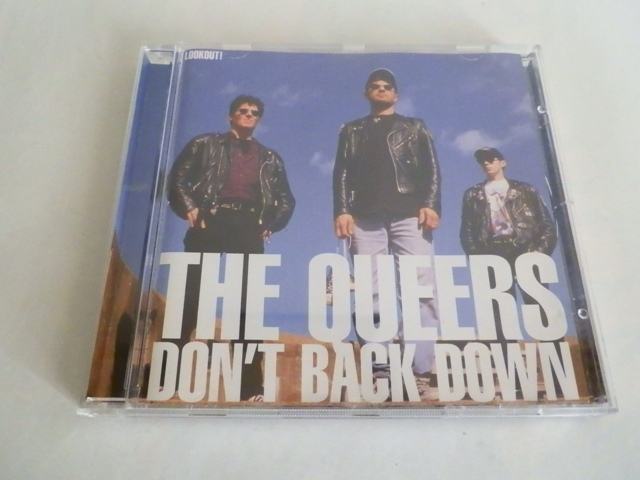 LOOKOUT!
THE QUEERS
DON'T BACK DOWN